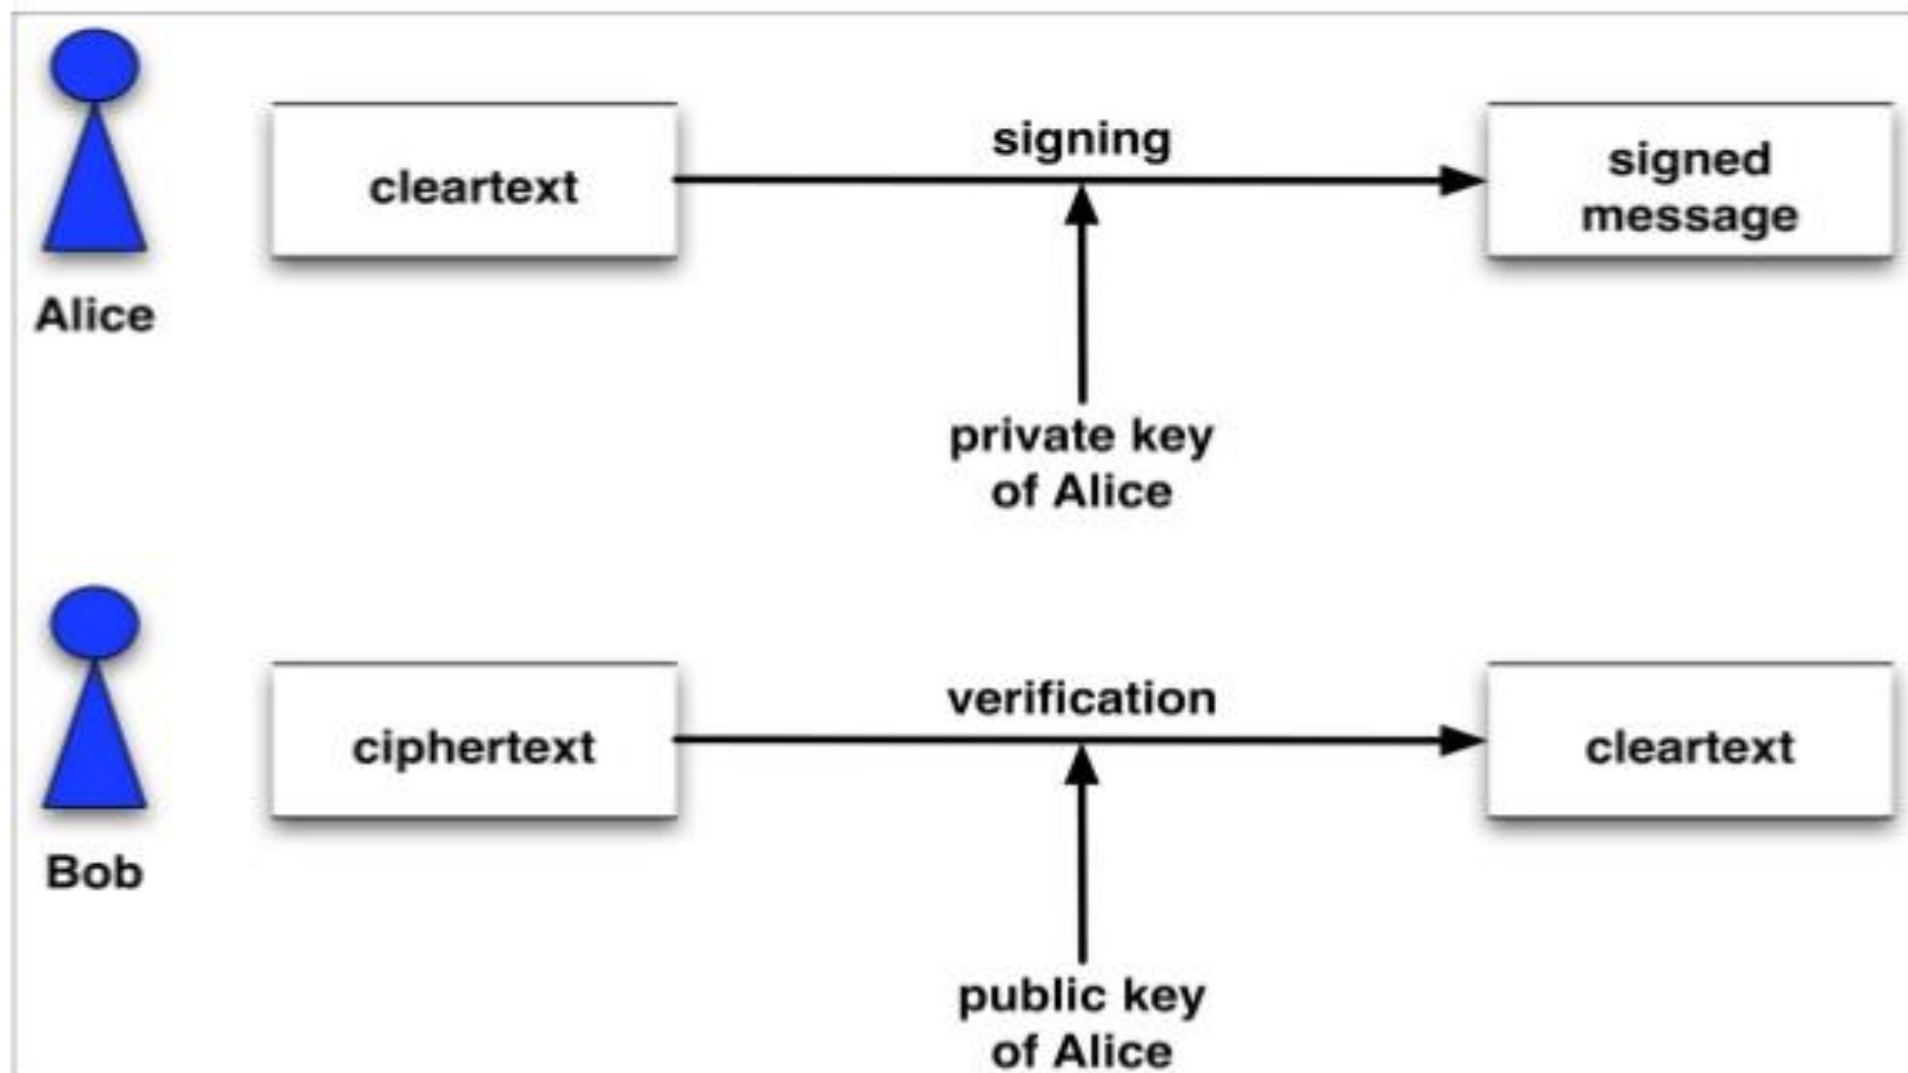 signing
cleartext
signed
message
Alice
private key
of Alice
verification
ciphertext
cleartext
Bob
public key
of Alice